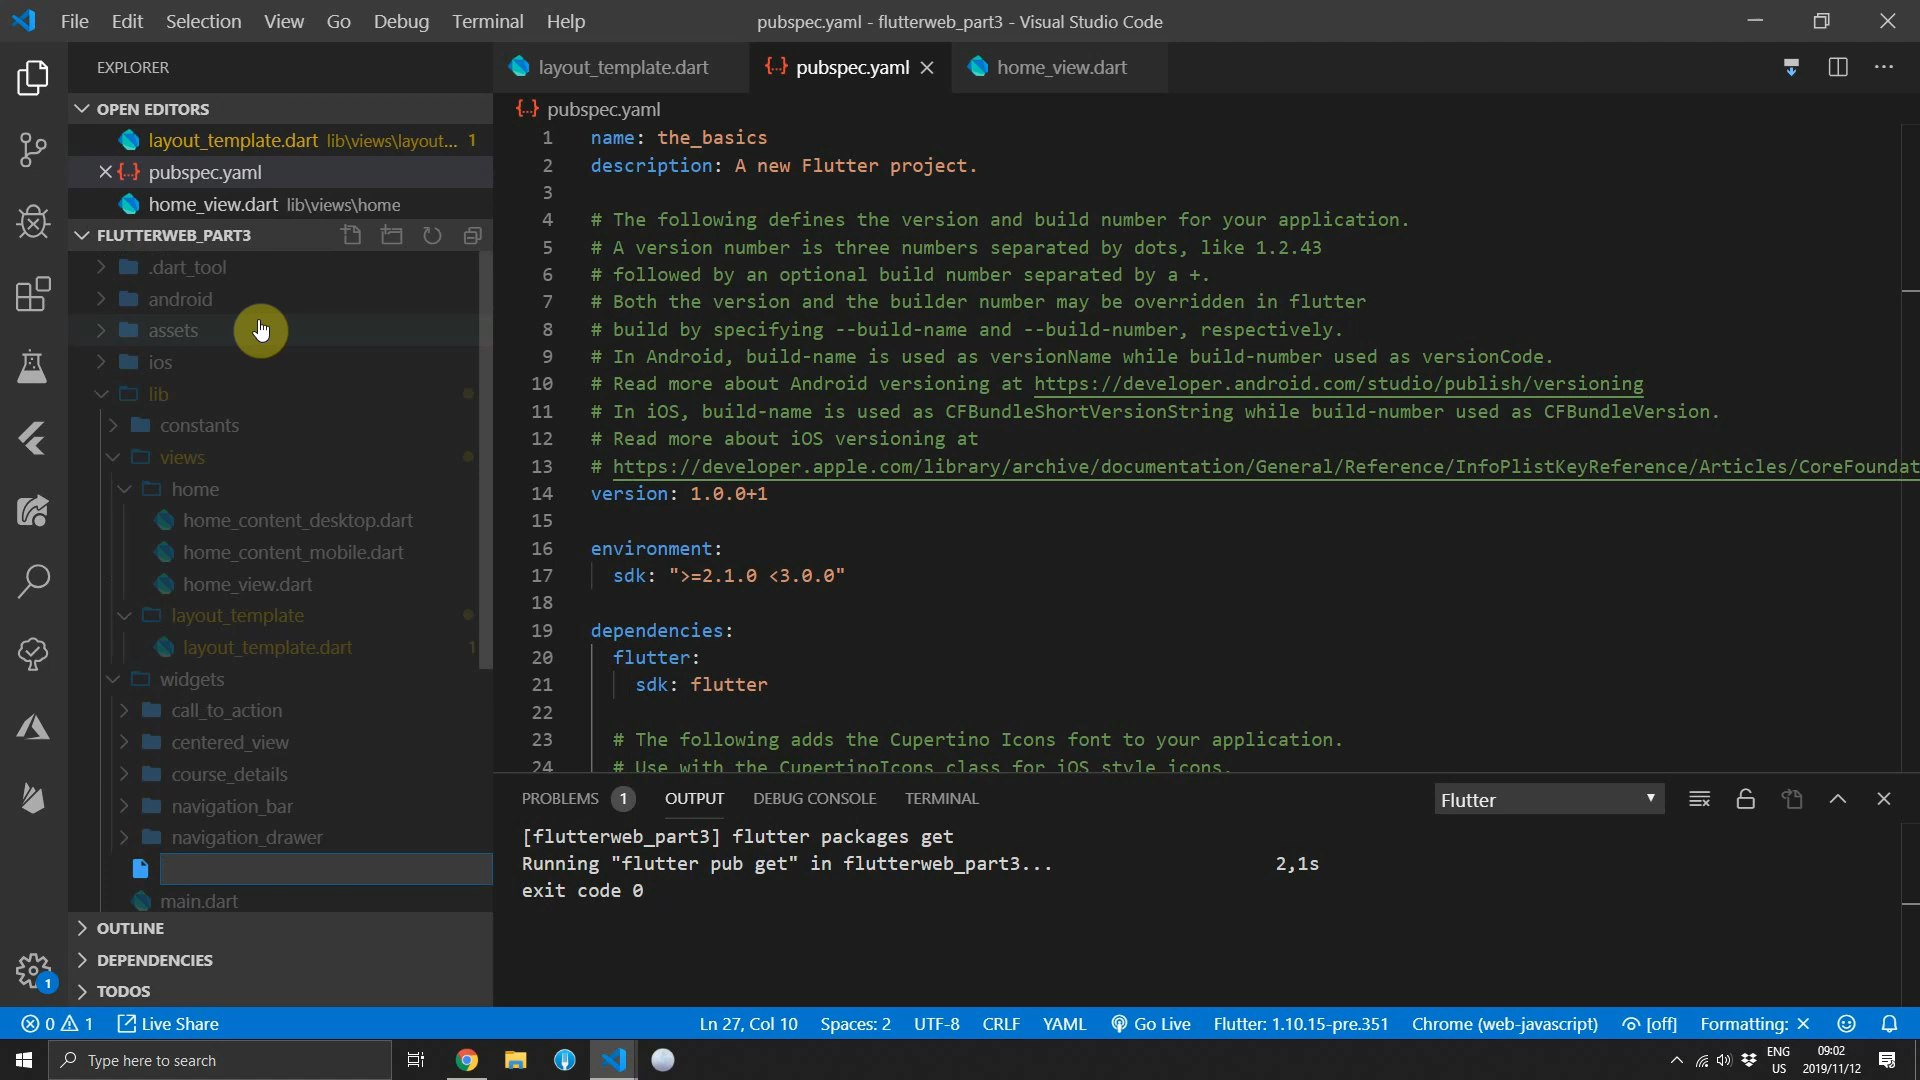 File Edit Selection View Go Debug Terminal Help
pubspec.yaml - flutterweb_part3 - Visual Studio Code
EXPLORER
OPEN EDITORS
layout_template.dart lib\views\layout... 1
pubspec.yaml
home_view.dart lib\views\home
FLUTTERWEB_PART3
.dart_tool
android
assets
ios
lib
constants
views
home
home_content_desktop.dart
home_content_mobile.dart
home_view.dart
layout_template
layout_template.dart 1
widgets
call_to_action
centered_view
course_details
navigation_bar
navigation_drawer
main.dart
OUTLINE
DEPENDENCIES
TODOS
1
layout_template.dart {..} pubspec.yaml home_view.dart
{..} pubspec.yaml
1 name: the_basics
2 description: A new Flutter project.
3
4 # The following defines the version and build number for your application.
5 # A version number is three numbers separated by dots, like 1.2.43
6 # followed by an optional build number separated by a +.
7 # Both the version and the builder number may be overridden in flutter
8 # build by specifying --build-name and --build-number, respectively.
9 # In Android, build-name is used as versionName while build-number used as versionCode.
10 # Read more about Android versioning at https://developer.android.com/studio/publish/versioning
11 # In iOS, build-name is used as CFBundleShortVersionString while build-number used as CFBundleVersion.
12 # Read more about iOS versioning at
13 # https://developer.apple.com/library/archive/documentation/General/Reference/InfoPlistKeyReference/Articles/CoreFoundat
14 version: 1.0.0+1
15
16 environment:
17 sdk: ">=2.1.0 <3.0.0"
18
19 dependencies:
20 flutter:
21 sdk: flutter
22
23 # The following adds the Cupertino Icons font to your application.
24 # Use with the CupertinoIcons class for iOS style icons.
PROBLEMS 1 OUTPUT DEBUG CONSOLE TERMINAL Flutter
[flutterweb_part3] flutter packages get
Running "flutter pub get" in flutterweb_part3... 2,1s
exit code 0
0 1 Live Share Ln 27, Col 10 Spaces: 2 UTF-8 CRLF YAML Go Live Flutter: 1.10.15-pre.351 Chrome (web-javascript) [off] Formatting: ×
Type here to search
ENG
US
09:02
2019/11/12